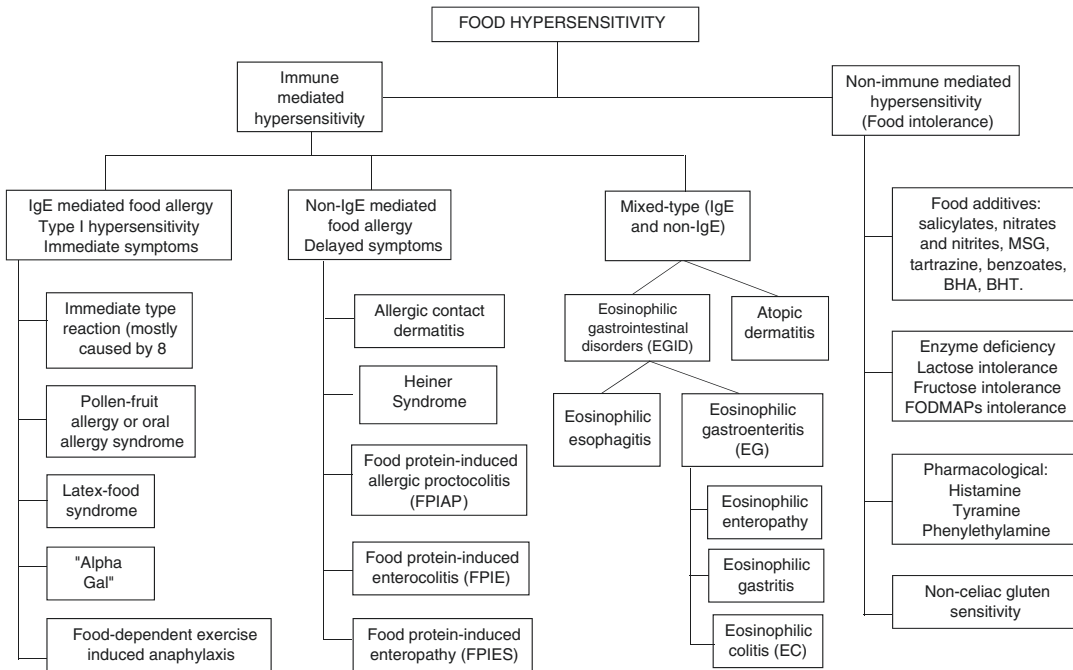 FOOD HYPERSENSITIVITY
Immune
mediated
hypersensitivity
Non-immune mediated
hypersensitivity
(Food intolerance)
IgE mediated food allergy
Type I hypersensitivity
Immediate symptoms
Immediate type
reaction (mostly
caused by 8
Pollen-fruit
allergy or oral
allergy syndrome
Latex-food
syndrome
"Alpha
Gal"
Food-dependent exercise
induced anaphylaxis
Non-IgE mediated
food allergy
Delayed symptoms
Allergic contact
dermatitis
Heiner
Syndrome
Food protein-induced
allergic proctocolitis
(FPIAP)
Food protein-induced
enterocolitis (FPIE)
Food protein-induced
enteropathy (FPIES)
Mixed-type (IgE
and non-IgE)
Eosinophilic
gastrointestinal
disorders (EGID)
Atopic
dermatitis
Eosinophilic
esophagitis
Eosinophilic
gastroenteritis
(EG)
Eosinophilic
enteropathy
Eosinophilic
gastritis
Eosinophilic
colitis (EC)
Food additives:
salicylates, nitrates
and nitrites, MSG,
tartrazine, benzoates,
BHA, BHT.
Enzyme deficiency
Lactose intolerance
Fructose intolerance
FODMAPs intolerance
Pharmacological:
Histamine
Tyramine
Phenylethylamine
Non-celiac gluten
sensitivity